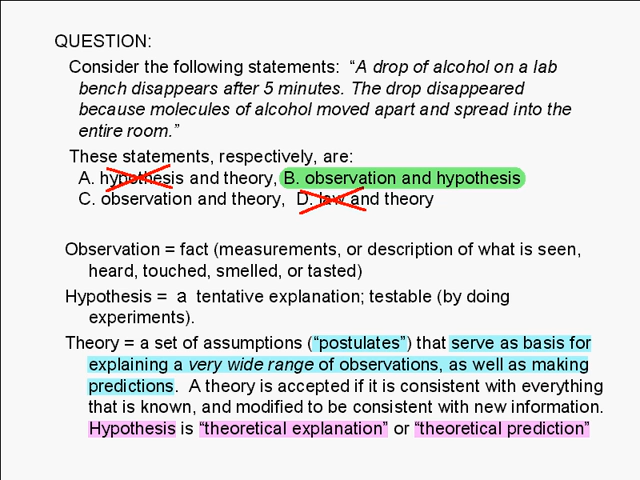 QUESTION:
Consider the following statements: “A drop of alcohol on a lab
bench disappears after 5 minutes. The drop disappeared
because molecules of alcohol moved apart and spread into the
entire room.”
These statements, respectively, are:
A. hypothesis and theory, B. observation and hypothesis
C. observation and theory, D. law and theory
Observation = fact (measurements, or description of what is seen,
heard, touched, smelled, or tasted)
Hypothesis = a tentative explanation; testable (by doing
experiments).
Theory = a set of assumptions (“postulates”) that serve as basis for
explaining a very wide range of observations, as well as making
predictions. A theory is accepted if it is consistent with everything
that is known, and modified to be consistent with new information.
Hypothesis is “theoretical explanation” or “theoretical prediction”